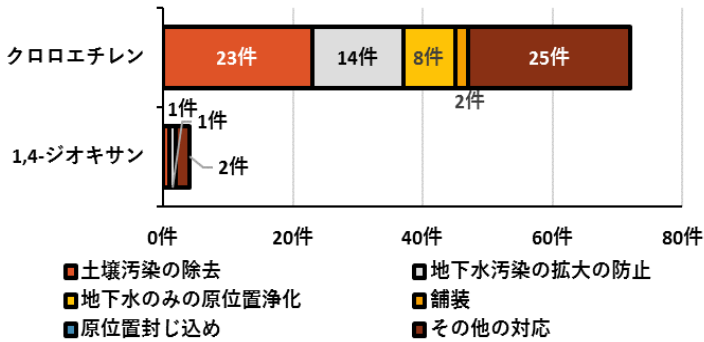 クロロエチレン
23件 14件 8件 25件
2件
1件
1件
1,4-ジオキサン
2件
0件 20件 40件 60件 80件
土壌汚染の除去 地下水汚染の拡大の防止
地下水のみの原位置浄化 舗装
原位置封じ込め その他の対応